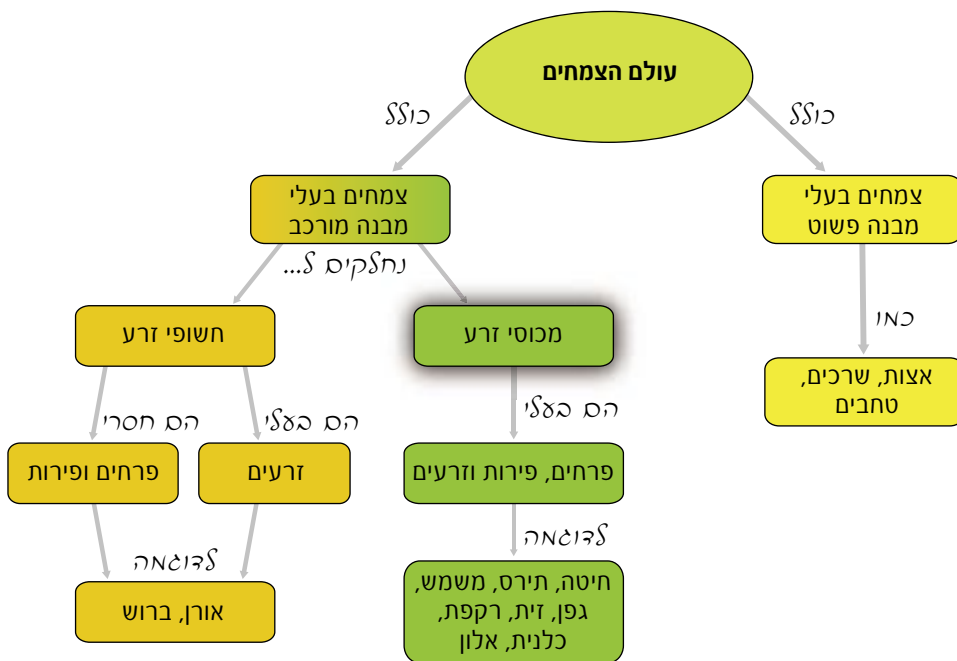 עולם הצמחים
כולל
כולל
צמחים בעלי
מבנה פשוט
צמחים בעלי
מבנה מורכב
כמו
נחלקים ל...
אצות, שרכים,
טחבים
מכוסי זרע
חשופי זרע
הם בעלי
הם בעלי
הם חסרי
פרחים, פירות וזרעים
זרעים
פרחים ופירות
לדוגמה
לדוגמה
חיטה, תירס, משמש,
גפן, זית, רקפת,
כלנית, אלון
אורן, ברוש